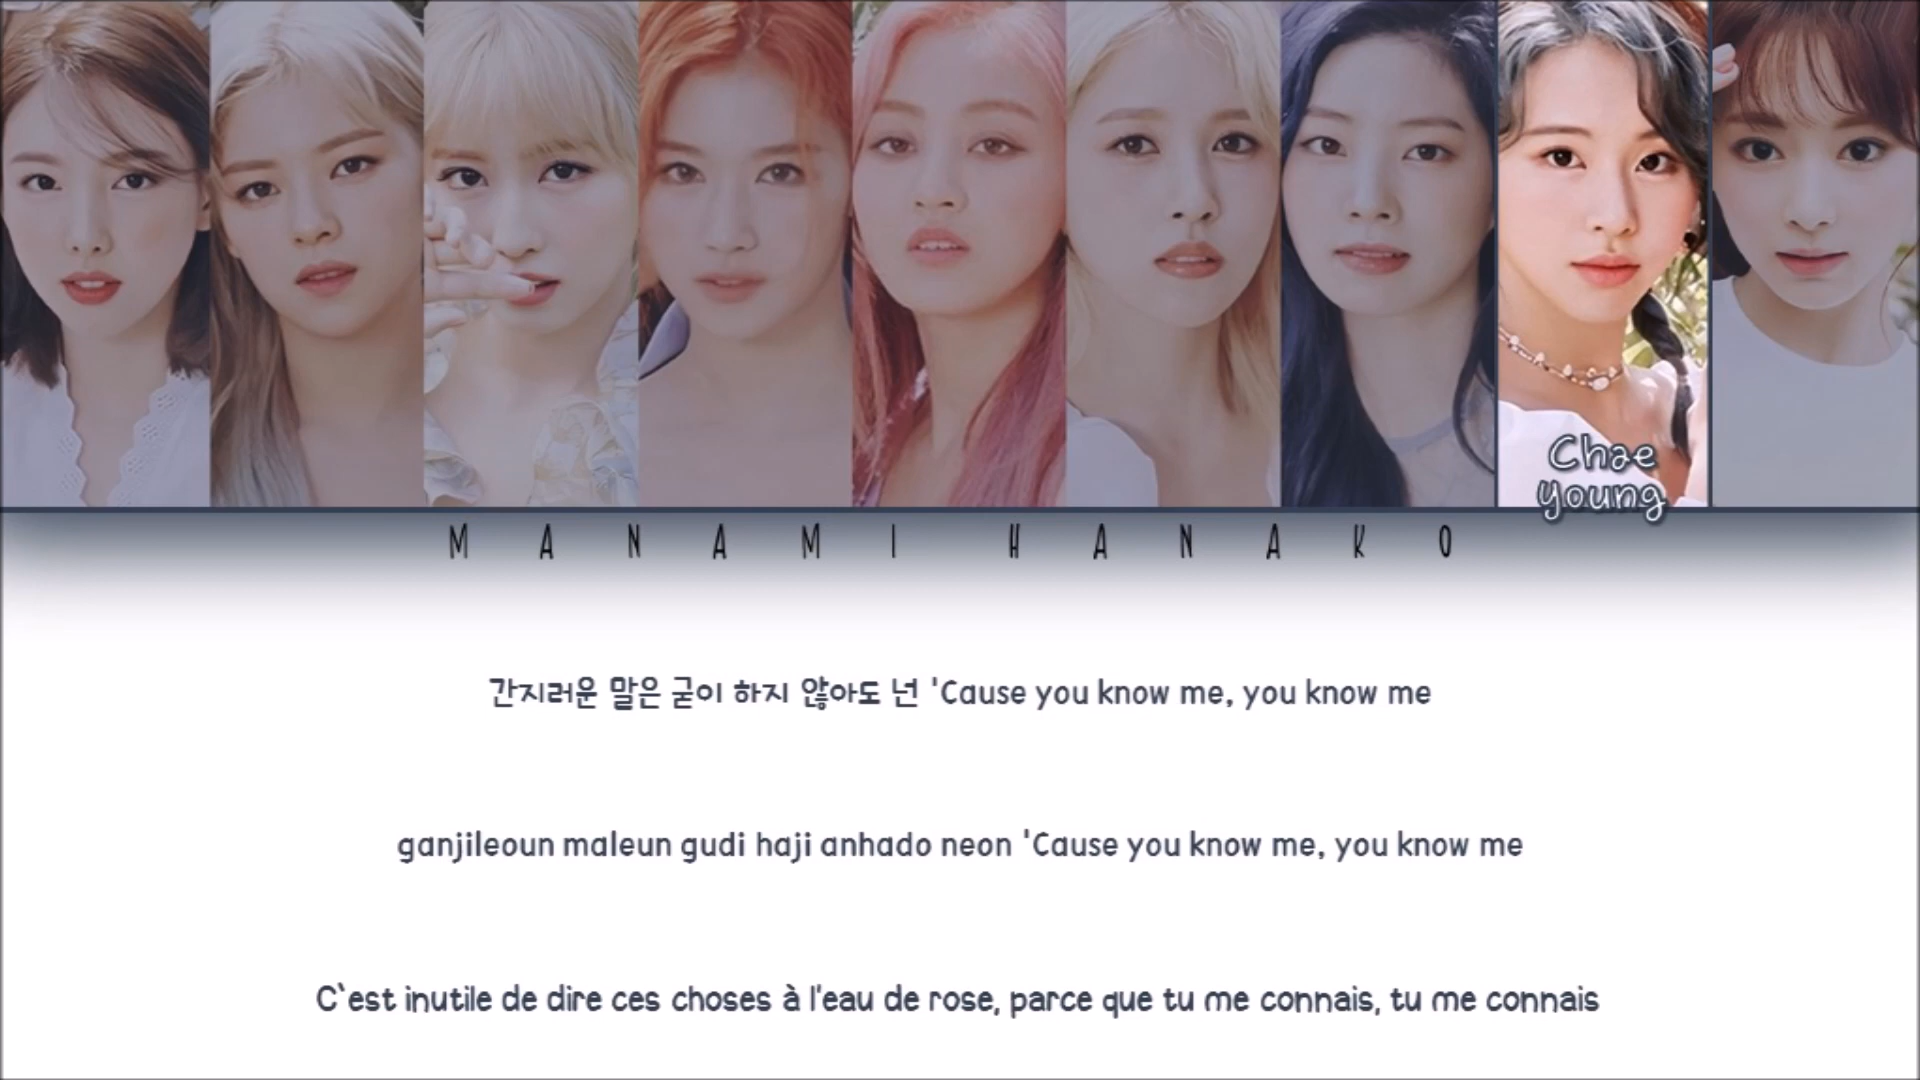 Chae
young
MANAMI HANAKO
간지러운 말은 굳이 하지 않아도 넌 'Cause you know me, you know me
ganjileoun maleun gudi haji anhado neon 'Cause you know me, you know me
C`est inutile de dire ces choses à l'eau de rose, parce que tu me connais, tu me connais